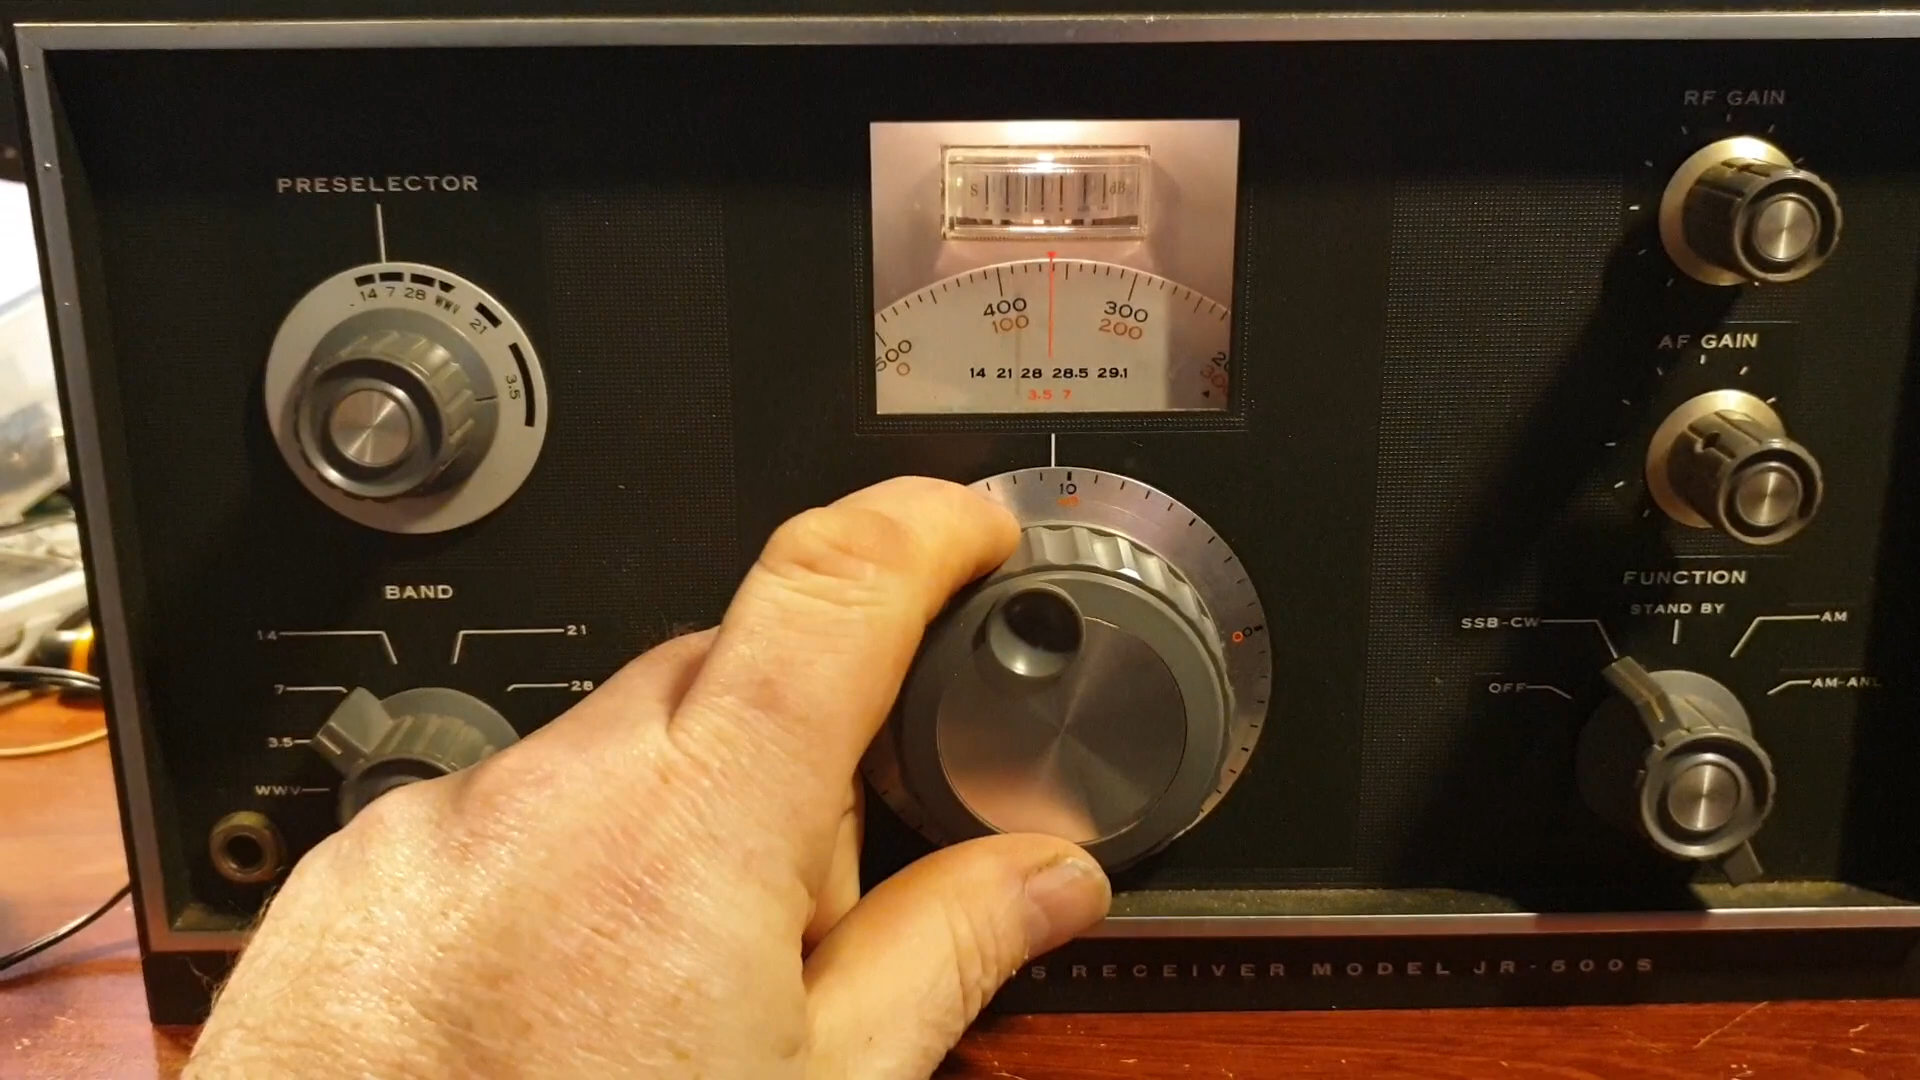 PRESELECTOR
14 7 28 WWV 21 3.5
BAND
14 21
7 28
3.5
WWV
S dB
400 300
100 200
500
0
14 21 28 28.5 29.1
3.5 7
10
0 0
RF GAIN
AF GAIN
FUNCTION
STAND BY
SSB-CW AM
OFF AM-ANL
S RECEIVER MODEL JR-500S